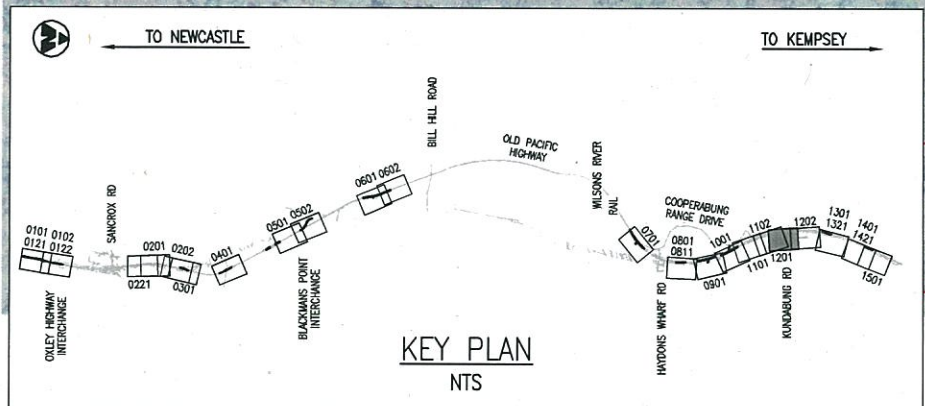 TO NEWCASTLE
TO KEMPSEY
BILL HILL ROAD
OLD PACIFIC
HIGHWAY
WILSONS RIVER
RAIL
0601 0602
SANCROX RD
0501 0502
COOPERABUNG
RANGE DRIVE
0101 0102
0121 0122
0201 0202
0221
0301
0401
0701
0801
0811
0901
1001
1101
1102
1201
1202
1301
1321
1401
1421
1501
OXLEY HIGHWAY
INTERCHANGE
BLACKMANS POINT
INTERCHANGE
HAYDONS WHARF RD
KUNDABUNG RD
KEY PLAN
NTS